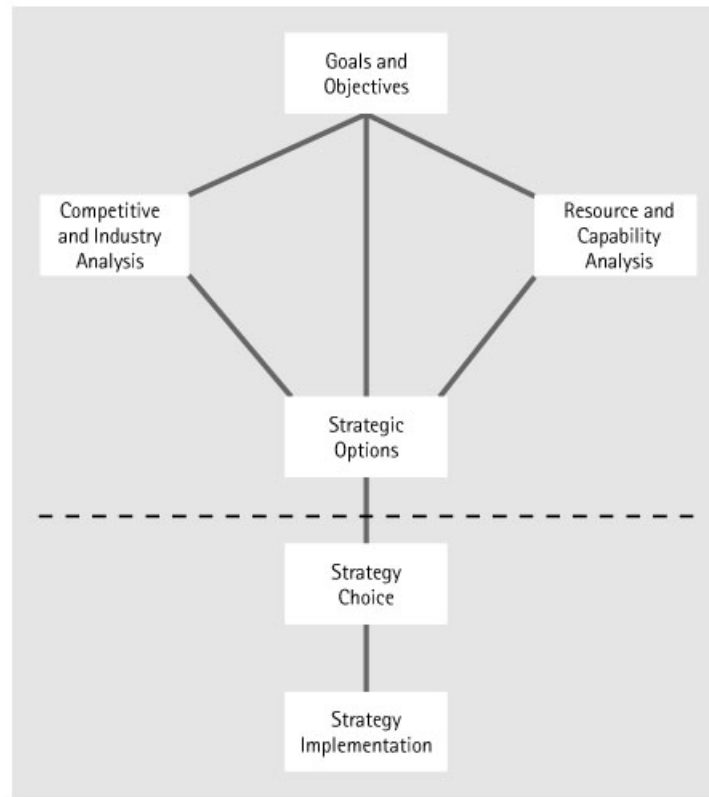 Goals and
Objectives
Competitive
and Industry
Analysis
Resource and
Capability
Analysis
Strategic
Options
Strategy
Choice
Strategy
Implementation